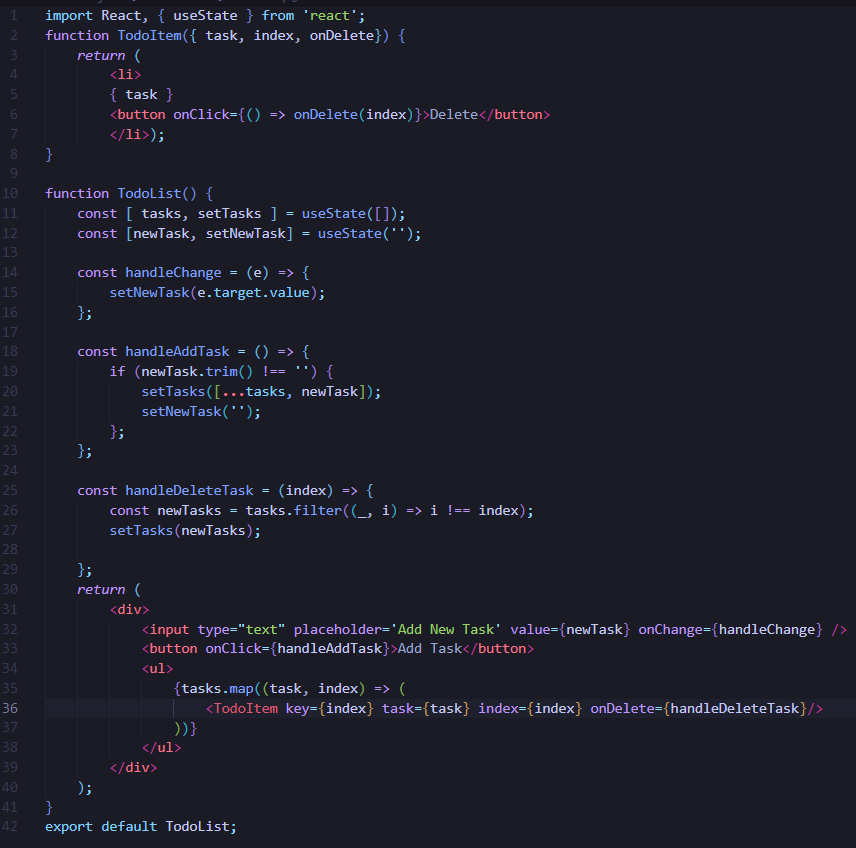 1 import React, { useState } from 'react';
2 function TodoItem({ task, index, onDelete}) {
3     return (
4         <li>
5         { task }
6         <button onClick={() => onDelete(index)}>Delete</button>
7         </li>);
8 }
9
10 function TodoList() {
11     const [ tasks, setTasks ] = useState([]);
12     const [newTask, setNewTask] = useState('');
13
14     const handleChange = (e) => {
15         setNewTask(e.target.value);
16     };
17
18     const handleAddTask = () => {
19         if (newTask.trim() !== '') {
20             setTasks([...tasks, newTask]);
21             setNewTask('');
22         };
23     };
24
25     const handleDeleteTask = (index) => {
26         const newTasks = tasks.filter((_, i) => i !== index);
27         setTasks(newTasks);
28
29     };
30     return (
31         <div>
32             <input type="text" placeholder='Add New Task' value={newTask} onChange={handleChange} />
33             <button onClick={handleAddTask}>Add Task</button>
34             <ul>
35                 {tasks.map((task, index) => (
36                     <TodoItem key={index} task={task} index={index} onDelete={handleDeleteTask}/>
37                 ))}
38             </ul>
39         </div>
40     );
41 }
42 export default TodoList;